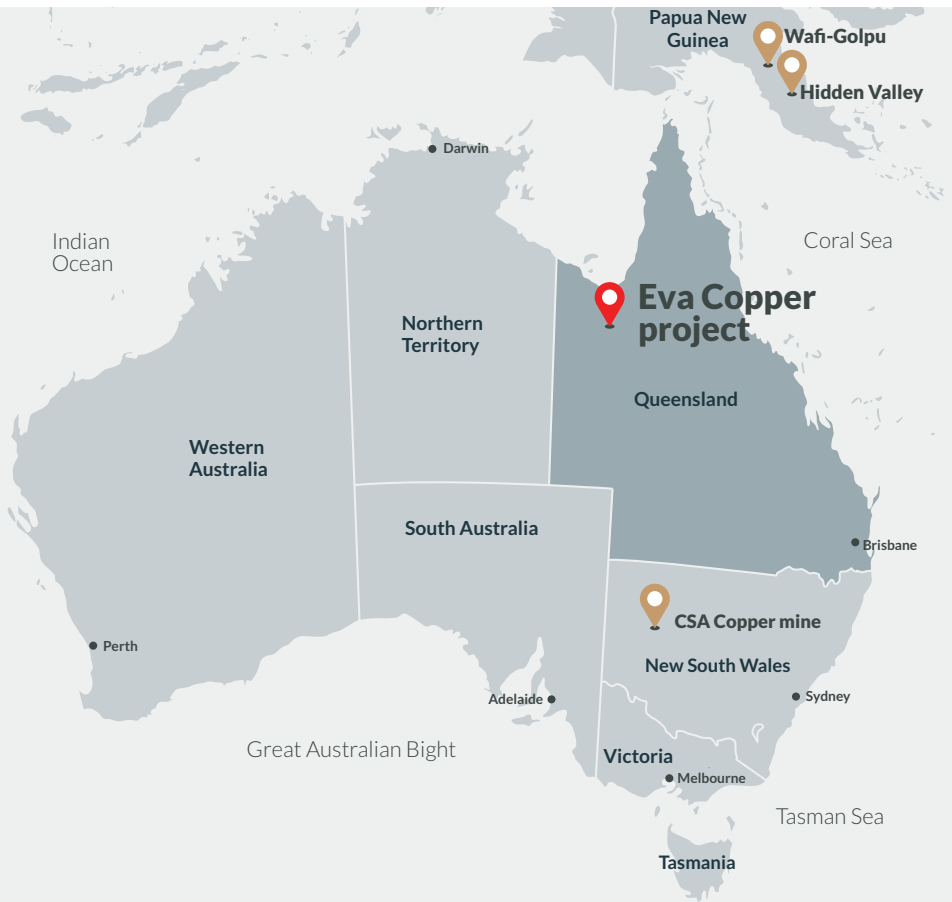 Papua New
Guinea
Wafi-Golpu
Hidden Valley
Darwin
Indian
Ocean
Coral Sea
Eva Copper
project
Northern
Territory
Queensland
Western
Australia
South Australia
Brisbane
CSA Copper mine
Perth
New South Wales
Adelaide
Sydney
Great Australian Bight
Victoria
Melbourne
Tasman Sea
Tasmania